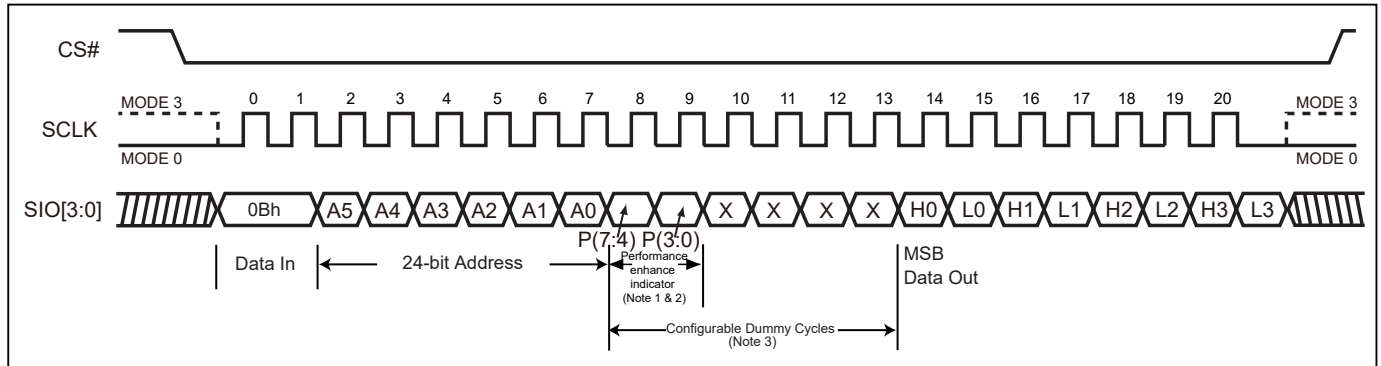 CS#
MODE 3
0 1 2 3 4 5 6 7 8 9 10 11 12 13 14 15 16 17 18 19 20
MODE 3
SCLK
MODE 0
MODE 0
SIO[3:0]
0Bh A5 A4 A3 A2 A1 A0 X X X X H0 L0 H1 L1 H2 L2 H3 L3
P(7:4) P(3:0)
Data In
24-bit Address
Performance
enhance
indicator
(Note 1 & 2)
MSB
Data Out
Configurable Dummy Cycles
(Note 3)